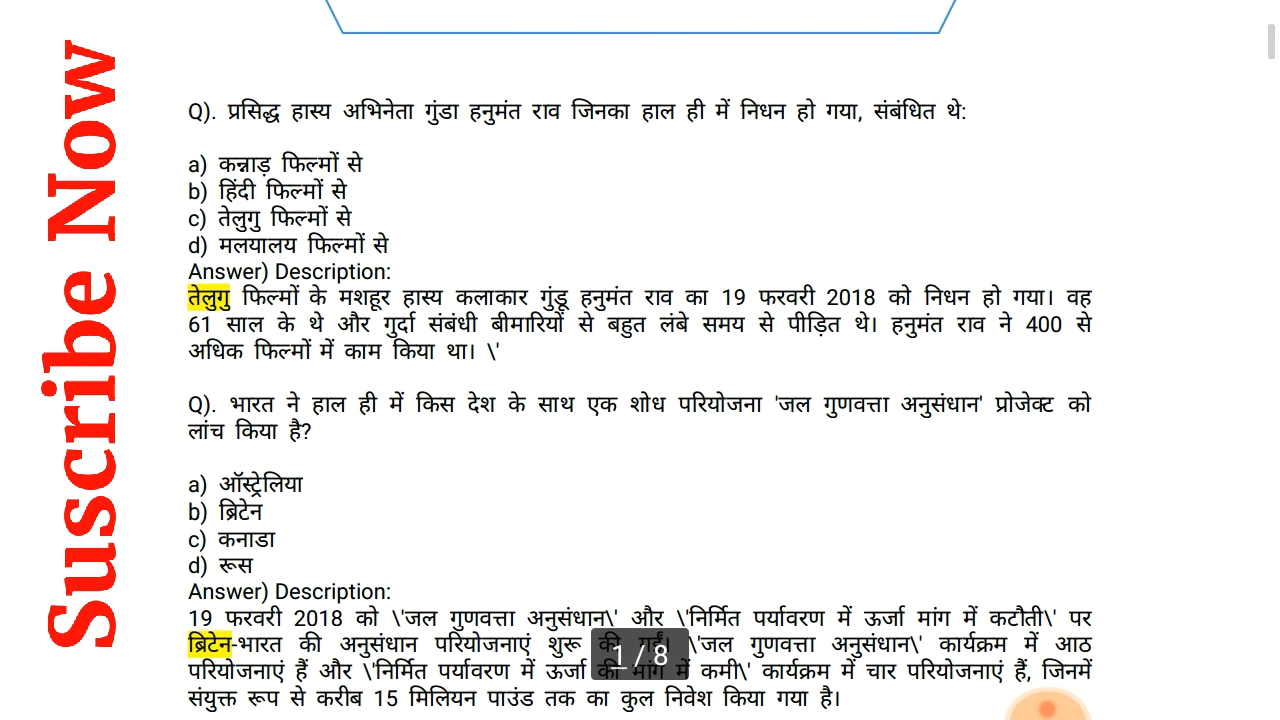 Suscribe Now
Q). प्रसिद्ध हास्य अभिनेता गुंडा हनुमंत राव जिनका हाल ही में निधन हो गया, संबंधित थे:
a) कन्नाड़ फिल्मों से
b) हिंदी फिल्मों से
c) तेलुगु फिल्मों से
d) मलयालय फिल्मों से
Answer) Description:
तेलुगु फिल्मों के मशहूर हास्य कलाकार गुंडू हनुमंत राव का 19 फरवरी 2018 को निधन हो गया। वह
61 साल के थे और गुर्दा संबंधी बीमारियों से बहुत लंबे समय से पीड़ित थे। हनुमंत राव ने 400 से
अधिक फिल्मों में काम किया था। \'
Q). भारत ने हाल ही में किस देश के साथ एक शोध परियोजना 'जल गुणवत्ता अनुसंधान' प्रोजेक्ट को
लांच किया है?
a) ऑस्ट्रेलिया
b) ब्रिटेन
c) कनाडा
d) रूस
Answer) Description:
19 फरवरी 2018 को \'जल गुणवत्ता अनुसंधान\' और \'निर्मित पर्यावरण में ऊर्जा मांग में कटौती\' पर
ब्रिटेन-भारत की अनुसंधान परियोजनाएं शुरू की गईं। \'जल गुणवत्ता अनुसंधान\' कार्यक्रम में आठ
परियोजनाएं हैं और \'निर्मित पर्यावरण में ऊर्जा की मांग में कमी\' कार्यक्रम में चार परियोजनाएं हैं, जिनमें
संयुक्त रूप से करीब 15 मिलियन पाउंड तक का कुल निवेश किया गया है।
1 / 8